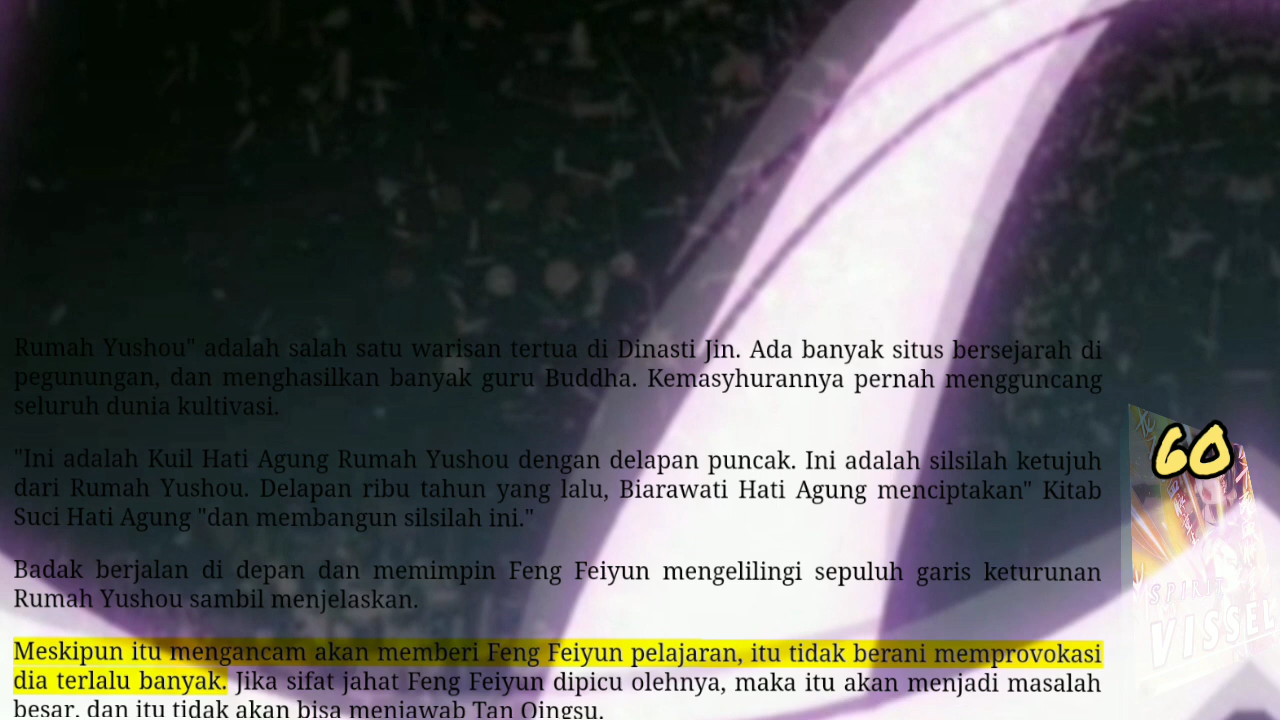 Rumah Yushou" adalah salah satu warisan tertua di Dinasti Jin. Ada banyak situs bersejarah di
pegunungan, dan menghasilkan banyak guru Buddha. Kemasyhurannya pernah mengguncang
seluruh dunia kultivasi.
"Ini adalah Kuil Hati Agung Rumah Yushou dengan delapan puncak. Ini adalah silsilah ketujuh
dari Rumah Yushou. Delapan ribu tahun yang lalu, Biarawati Hati Agung menciptakan" Kitab
Suci Hati Agung "dan membangun silsilah ini."
Badak berjalan di depan dan memimpin Feng Feiyun mengelilingi sepuluh garis keturunan
Rumah Yushou sambil menjelaskan.
Meskipun itu mengancam akan memberi Feng Feiyun pelajaran, itu tidak berani memprovokasi
dia terlalu banyak. Jika sifat jahat Feng Feiyun dipicu olehnya, maka itu akan menjadi masalah
besar, dan itu tidak akan bisa menjawab Tan Qingsu.
60
SPIRIT
VISSEL